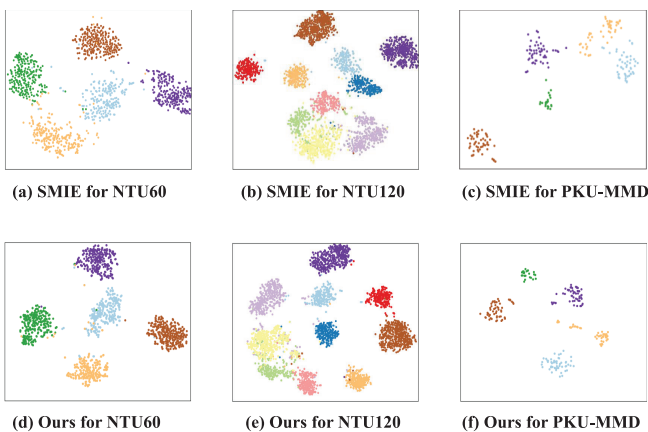 (a) SMIE for NTU60
(b) SMIE for NTU120
(c) SMIE for PKU-MMD
(d) Ours for NTU60
(e) Ours for NTU120
(f) Ours for PKU-MMD